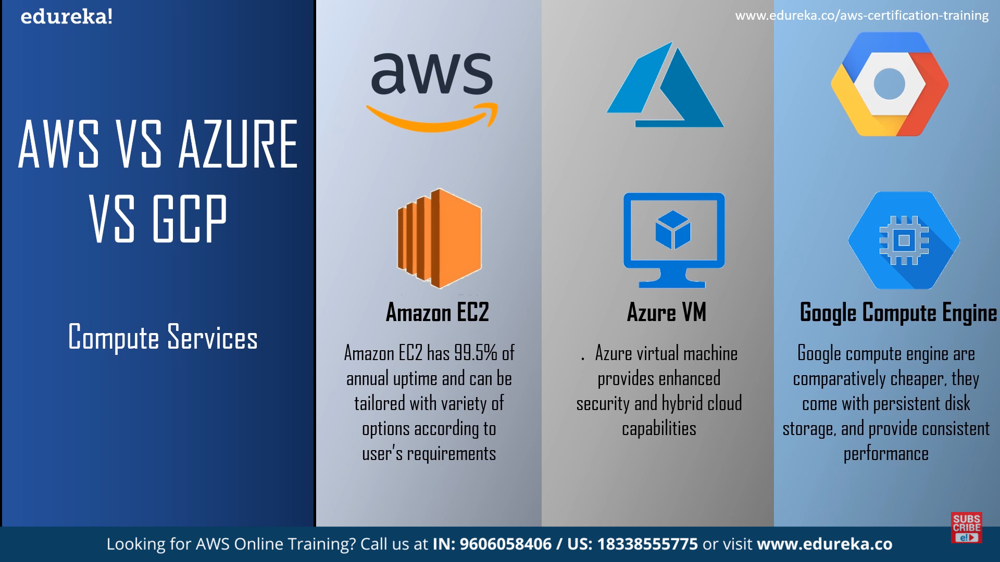 edureka!
www.edureka.co/aws-certification-training
AWS VS AZURE
VS GCP
Compute Services
aws
Amazon EC2
Amazon EC2 has 99.5% of
annual uptime and can be
tailored with variety of
options according to
user's requirements
Azure VM
. Azure virtual machine
provides enhanced
security and hybrid cloud
capabilities
Google Compute Engine
Google compute engine are
comparatively cheaper, they
come with persistent disk
storage, and provide consistent
performance
SUBS
CRIBE
e!
Looking for AWS Online Training? Call us at IN: 9606058406 / US: 18338555775 or visit www.edureka.co